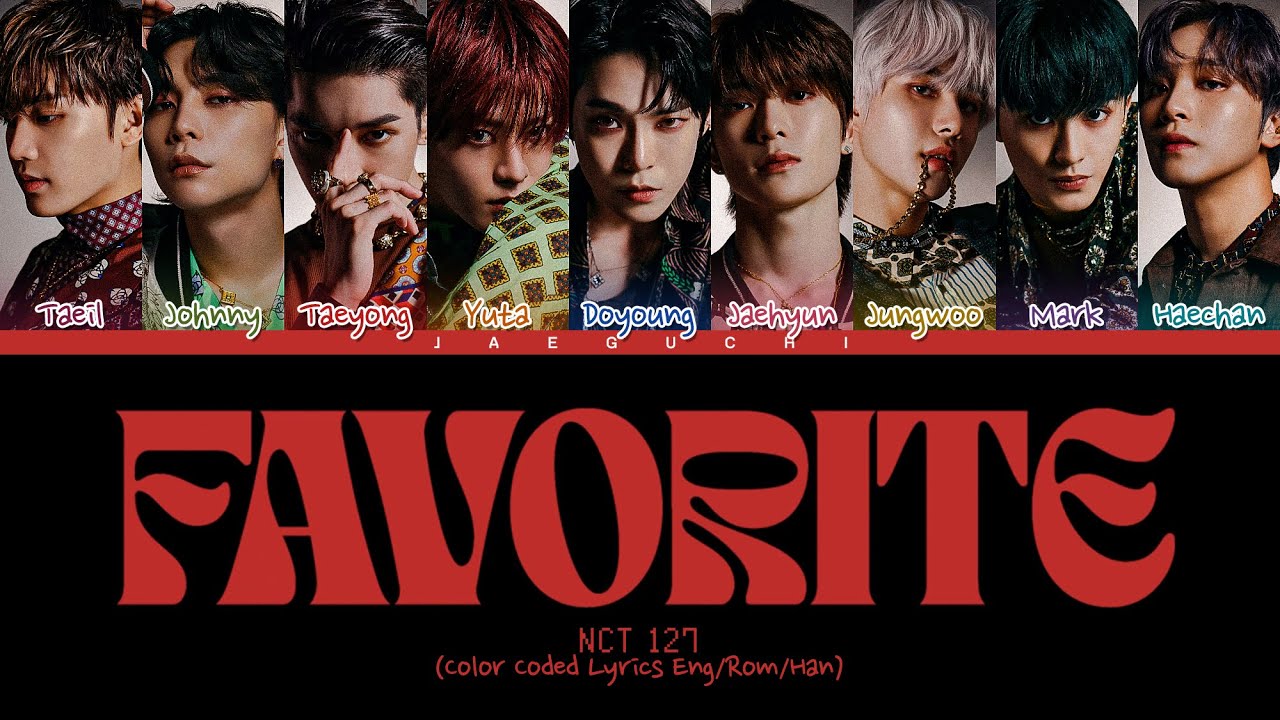 Taeil Johnny Taeyong Yuta Doyoung Jaehyun Jungwoo Mark Haechan
JAEGUCHI
FAVORITE
NCT 127
(Color Coded Lyrics Eng/Rom/Han)